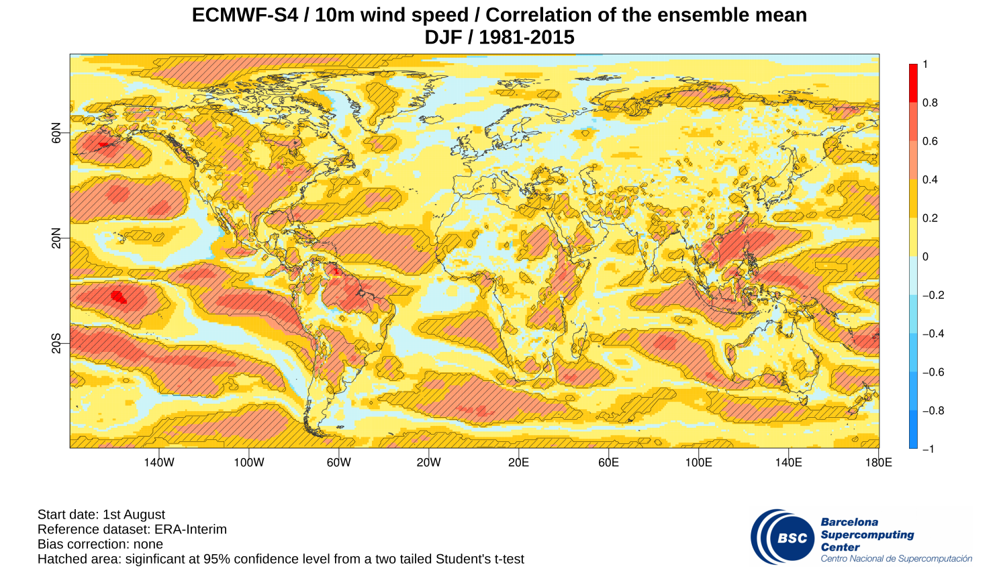 ECMWF-S4 / 10m wind speed / Correlation of the ensemble mean
DJF / 1981-2015
1
0.8
0.6
0.4
0.2
0
−0.2
−0.4
−0.6
−0.8
−1
60N
20N
20S
140W 100W 60W 20W 20E 60E 100E 140E 180E
Start date: 1st August
Reference dataset: ERA-Interim
Bias correction: none
Hatched area: siginficant at 95% confidence level from a two tailed Student's t-test
BSC
Barcelona
Supercomputing
Center
Centro Nacional de Supercomputación